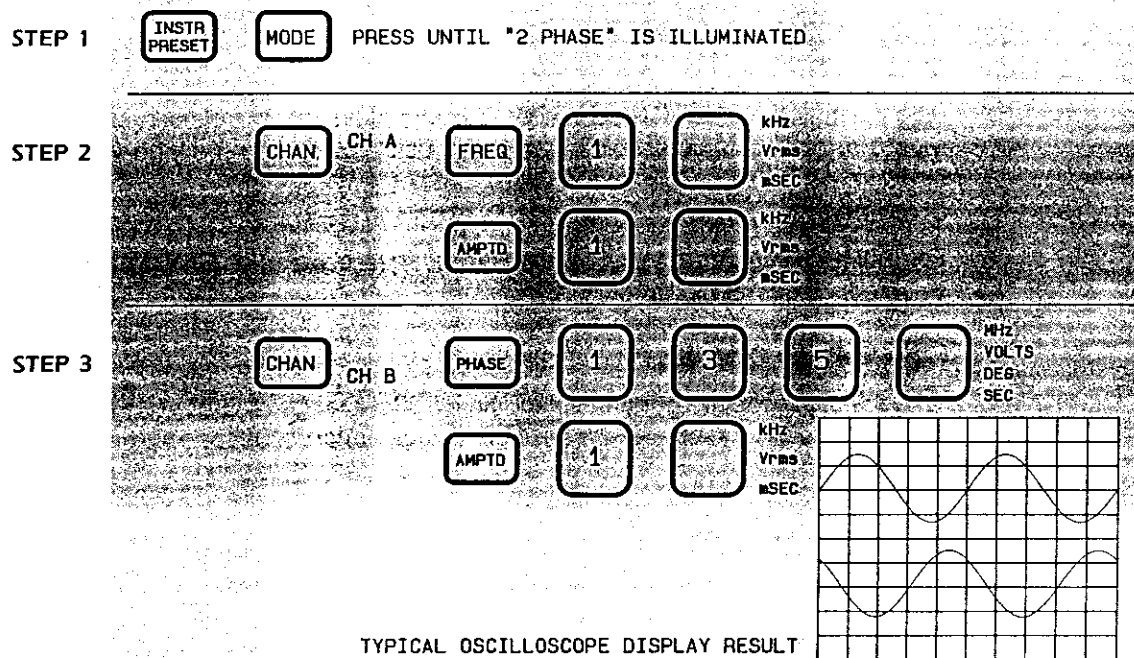 STEP 1 INSTR PRESET MODE PRESS UNTIL "2 PHASE" IS ILLUMINATED
STEP 2 CHAN CH A FREQ 1 kHz Vrms mSEC
AMPTD 1 kHz Vrms mSEC
STEP 3 CHAN CH B PHASE 1 3 5 MHz VOLTS DEG SEC
AMPTD 1 kHz Vrms mSEC
TYPICAL OSCILLOSCOPE DISPLAY RESULT